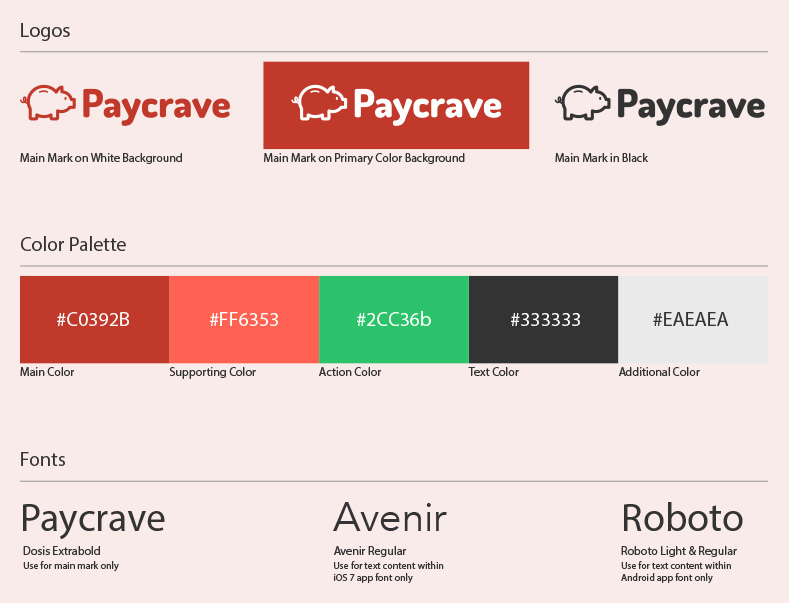 Logos
Paycrave
Paycrave
Paycrave
Main Mark on White Background
Main Mark on Primary Color Background
Main Mark in Black
Color Palette
#C0392B
#FF6353
#2CC36b
#333333
#EAEAEA
Main Color
Supporting Color
Action Color
Text Color
Additional Color
Fonts
Paycrave
Dosis Extrabold
Use for main mark only
Avenir
Avenir Regular
Use for text content within
iOS 7 app font only
Roboto
Roboto Light & Regular
Use for text content within
Android app font only